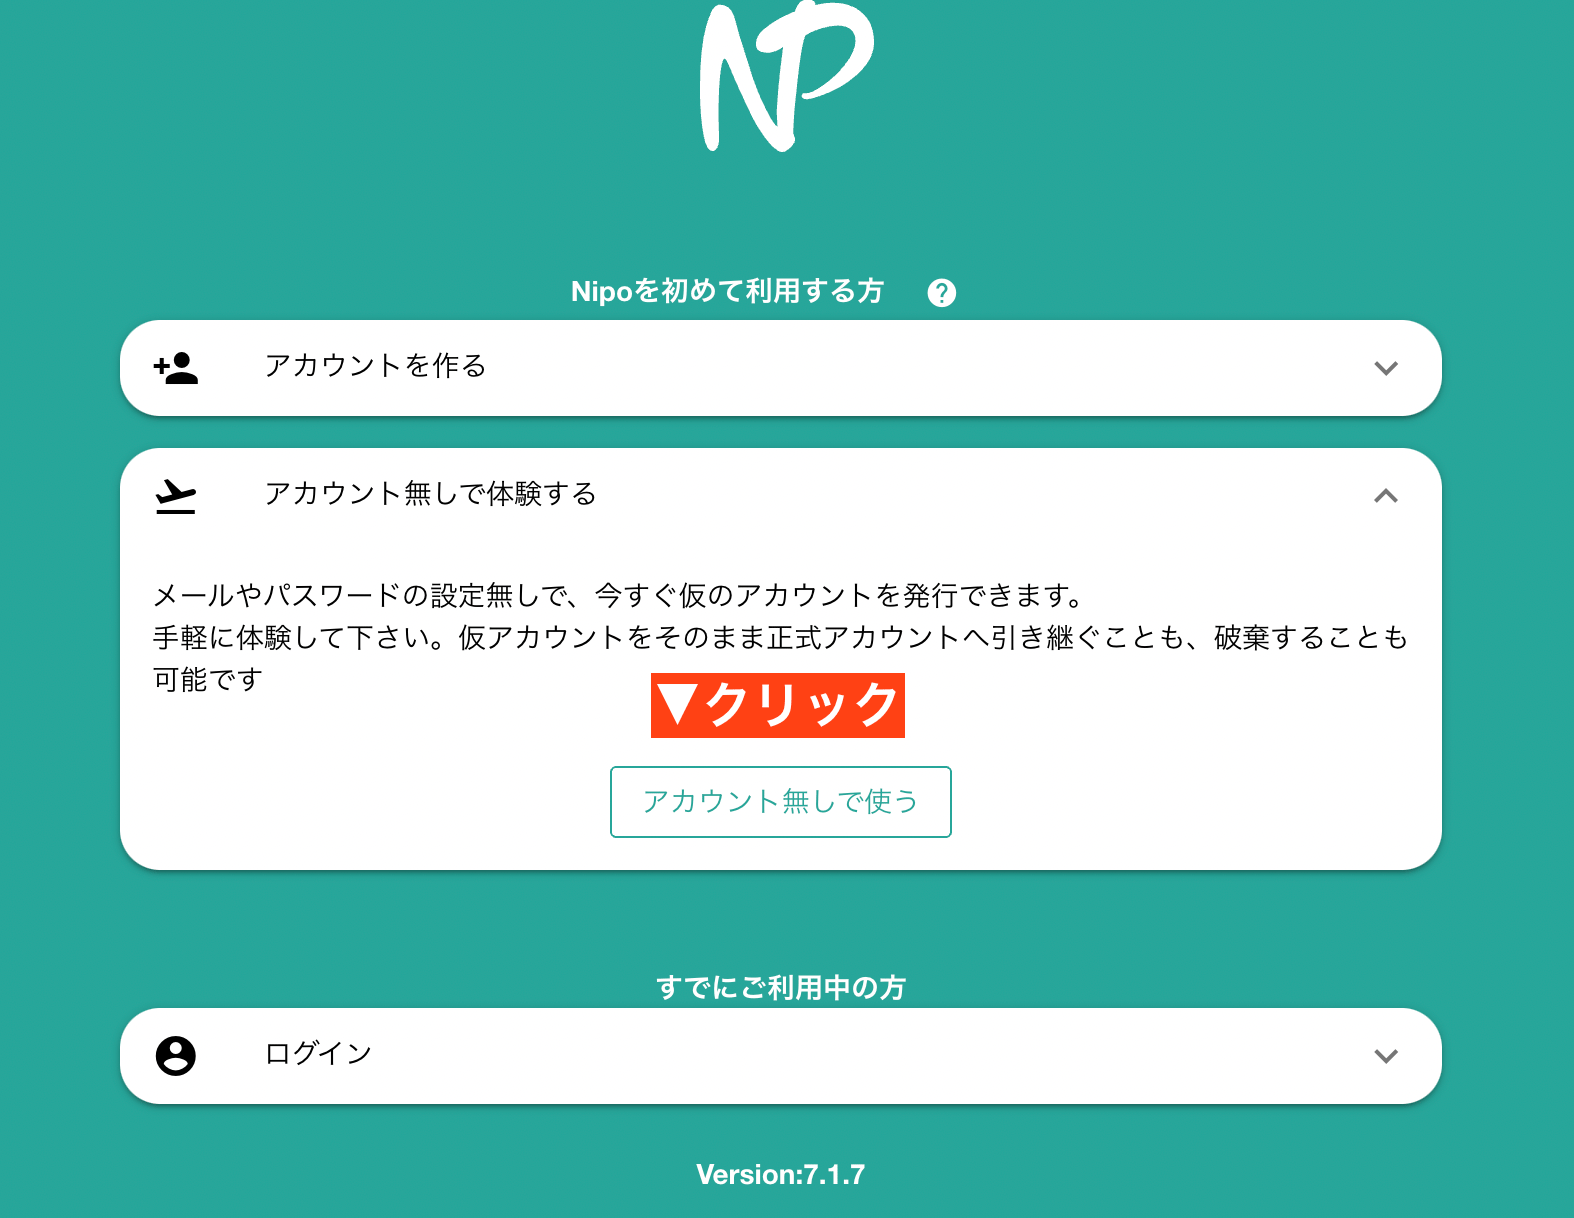 NP
Nipoを初めて利用する方
アカウントを作る
アカウント無しで体験する
メールやパスワードの設定無しで、今すぐ仮のアカウントを発行できます。
手軽に体験して下さい。仮アカウントをそのまま正式アカウントへ引き継ぐことも、破棄することも
可能です
▼クリック
アカウント無しで使う
すでにご利用中の方
ログイン
Version:7.1.7